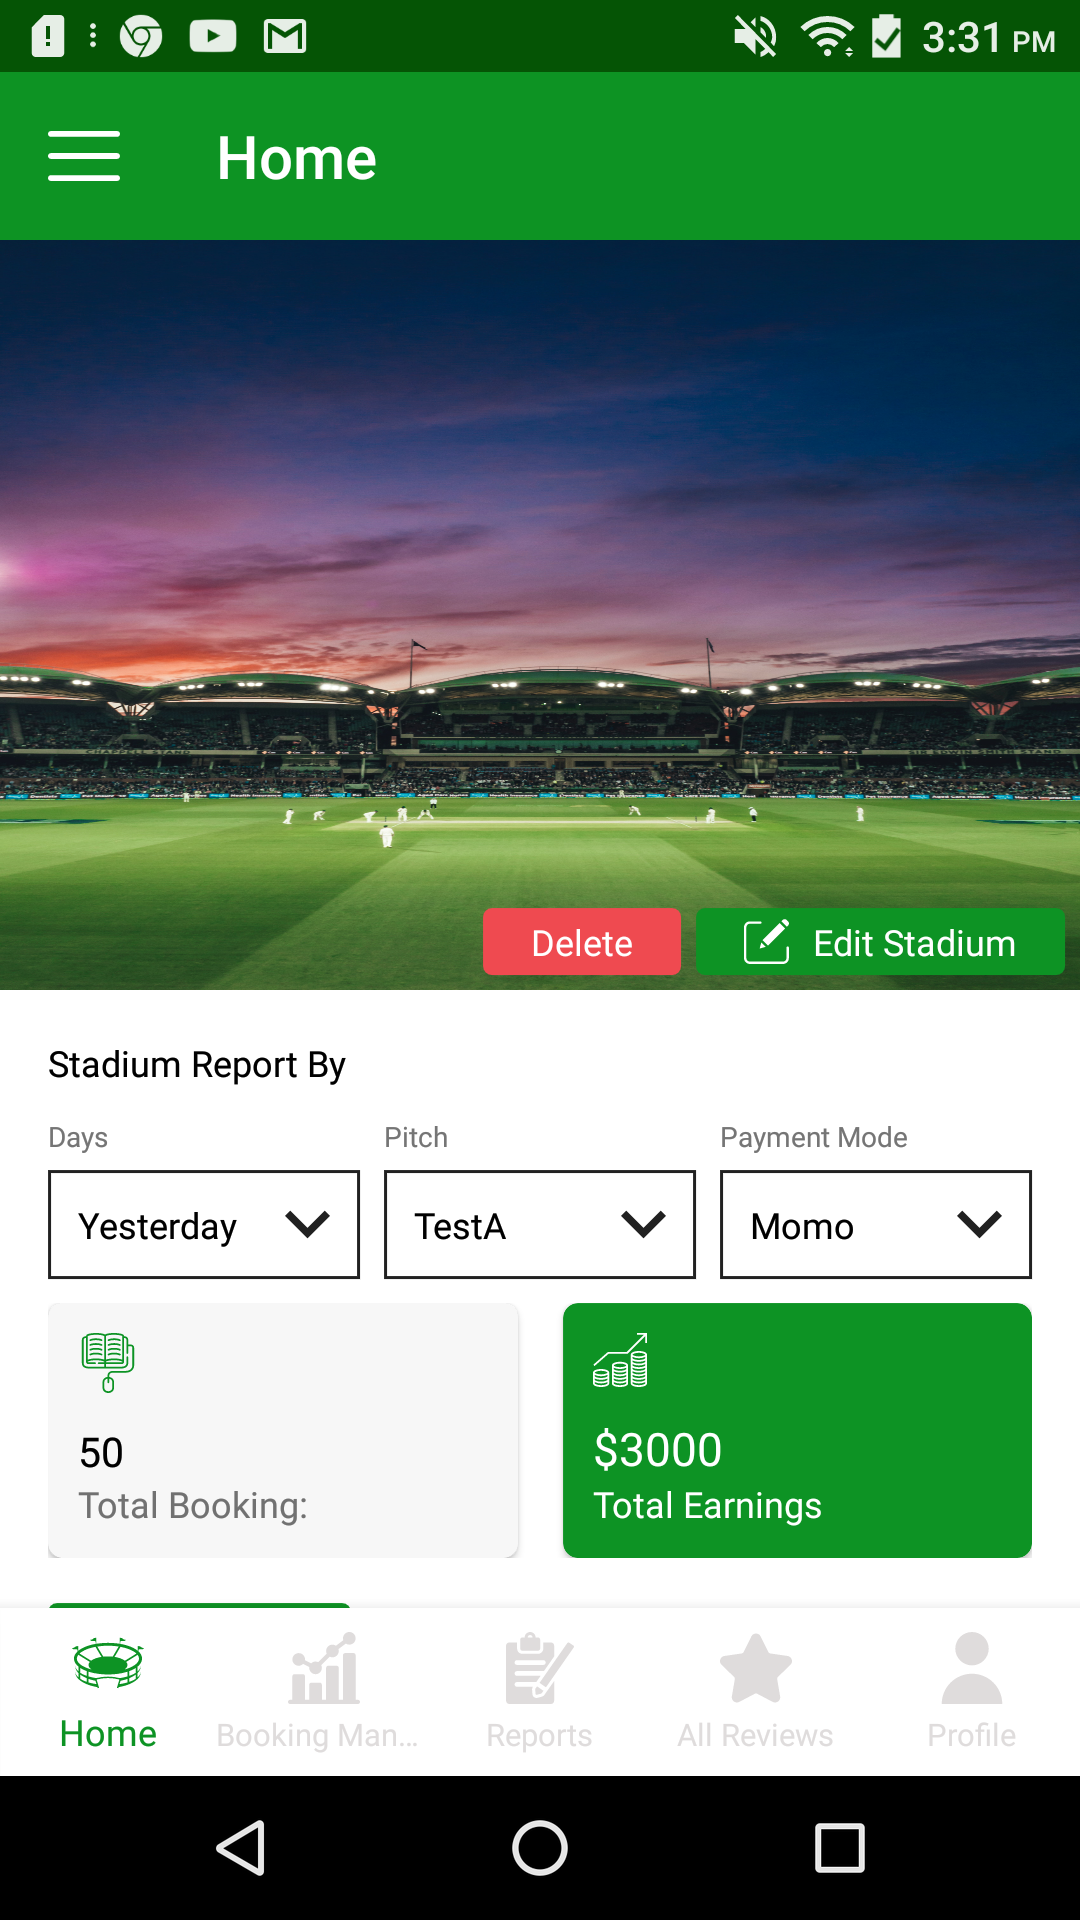 3:31 PM
Home
Delete
Edit Stadium
Stadium Report By
Days
Pitch
Payment Mode
Yesterday
TestA
Momo
50
Total Booking:
$3000
Total Earnings
Home
Booking Man...
Reports
All Reviews
Profile